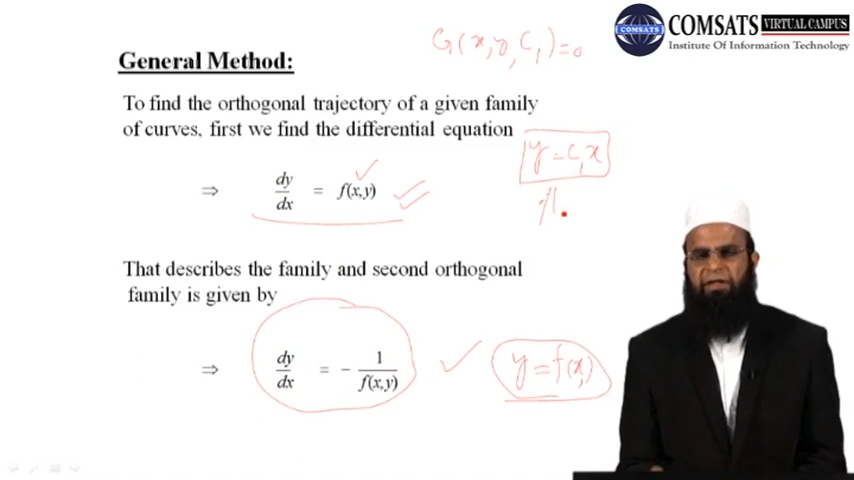 G(x, y, C₁) = 0
COMSATS VIRTUAL CAMPUS
Institute Of Information Technology
General Method:
To find the orthogonal trajectory of a given family
of curves, first we find the differential equation
y = C₁x
⇒ dy/dx = f(x,y)
That describes the family and second orthogonal
family is given by
⇒ dy/dx = - 1/f(x,y)
y = f(x)